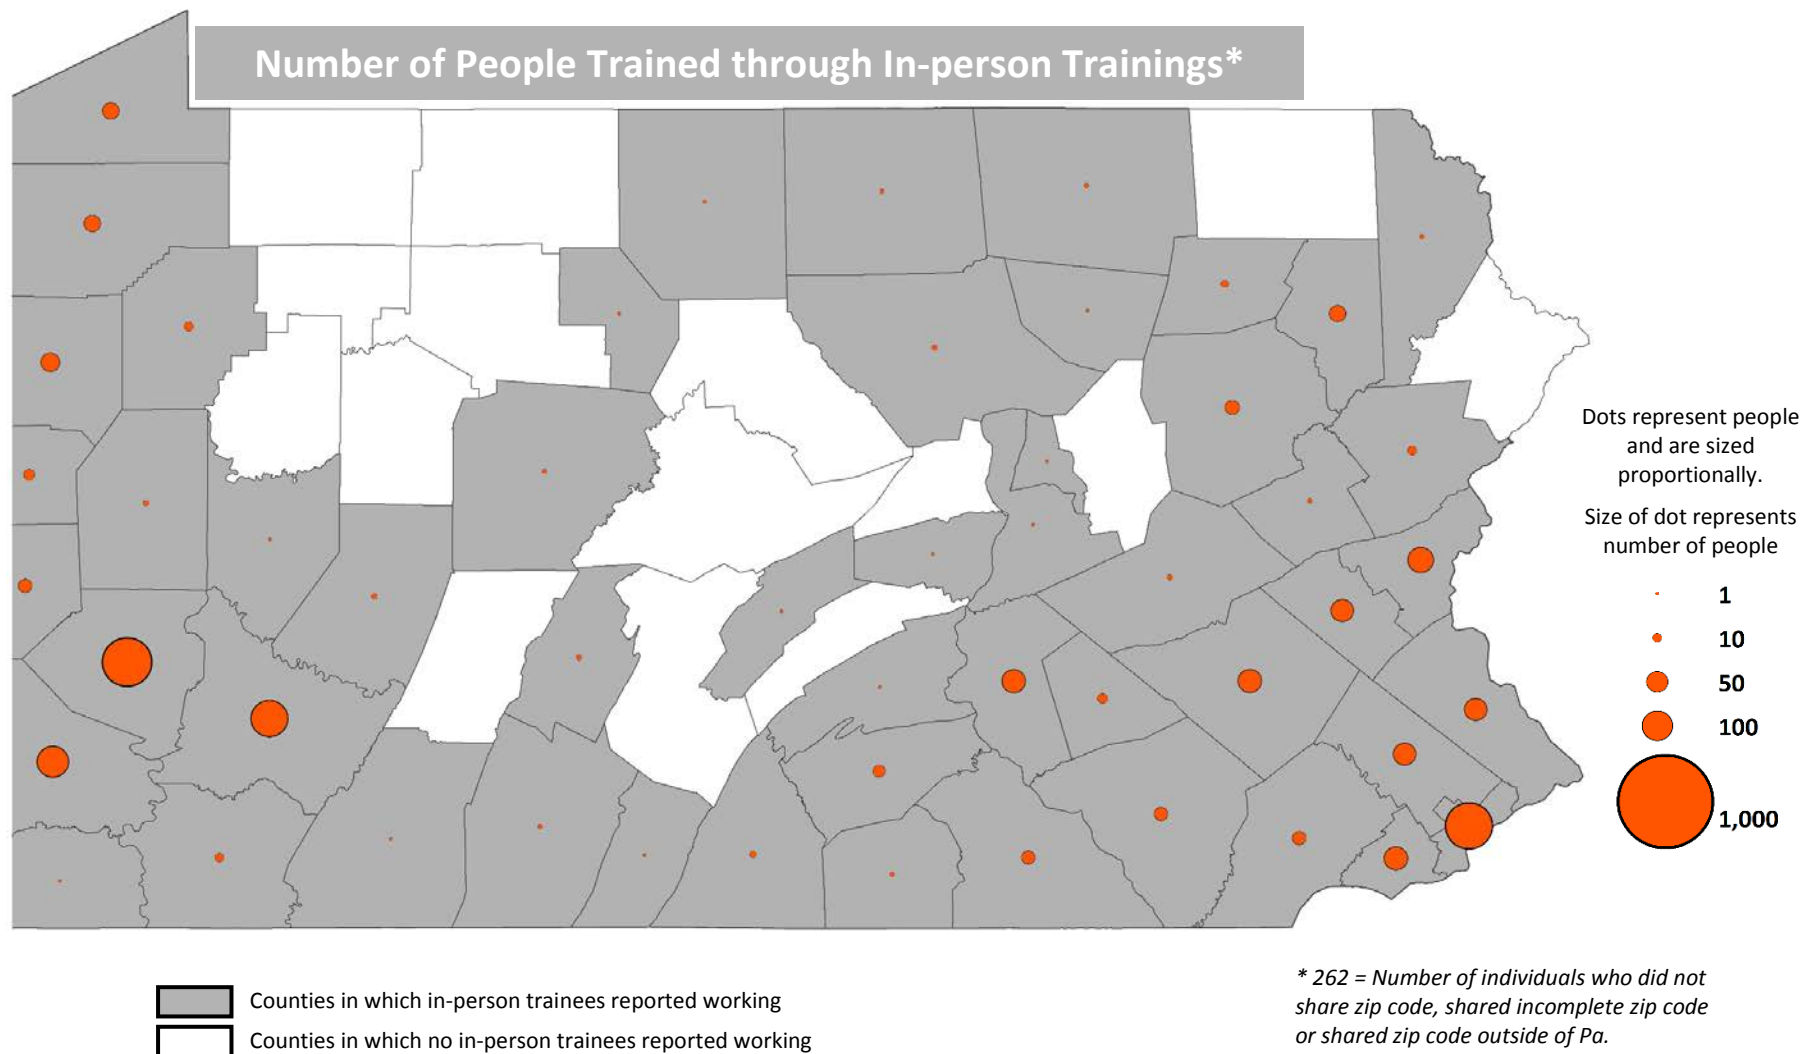 Number of People Trained through In-person Trainings*
Dots represent people
and are sized
proportionally.
Size of dot represents
number of people
1
10
50
100
1,000
Counties in which in-person trainees reported working
Counties in which no in-person trainees reported working
* 262 = Number of individuals who did not
share zip code, shared incomplete zip code
or shared zip code outside of Pa.